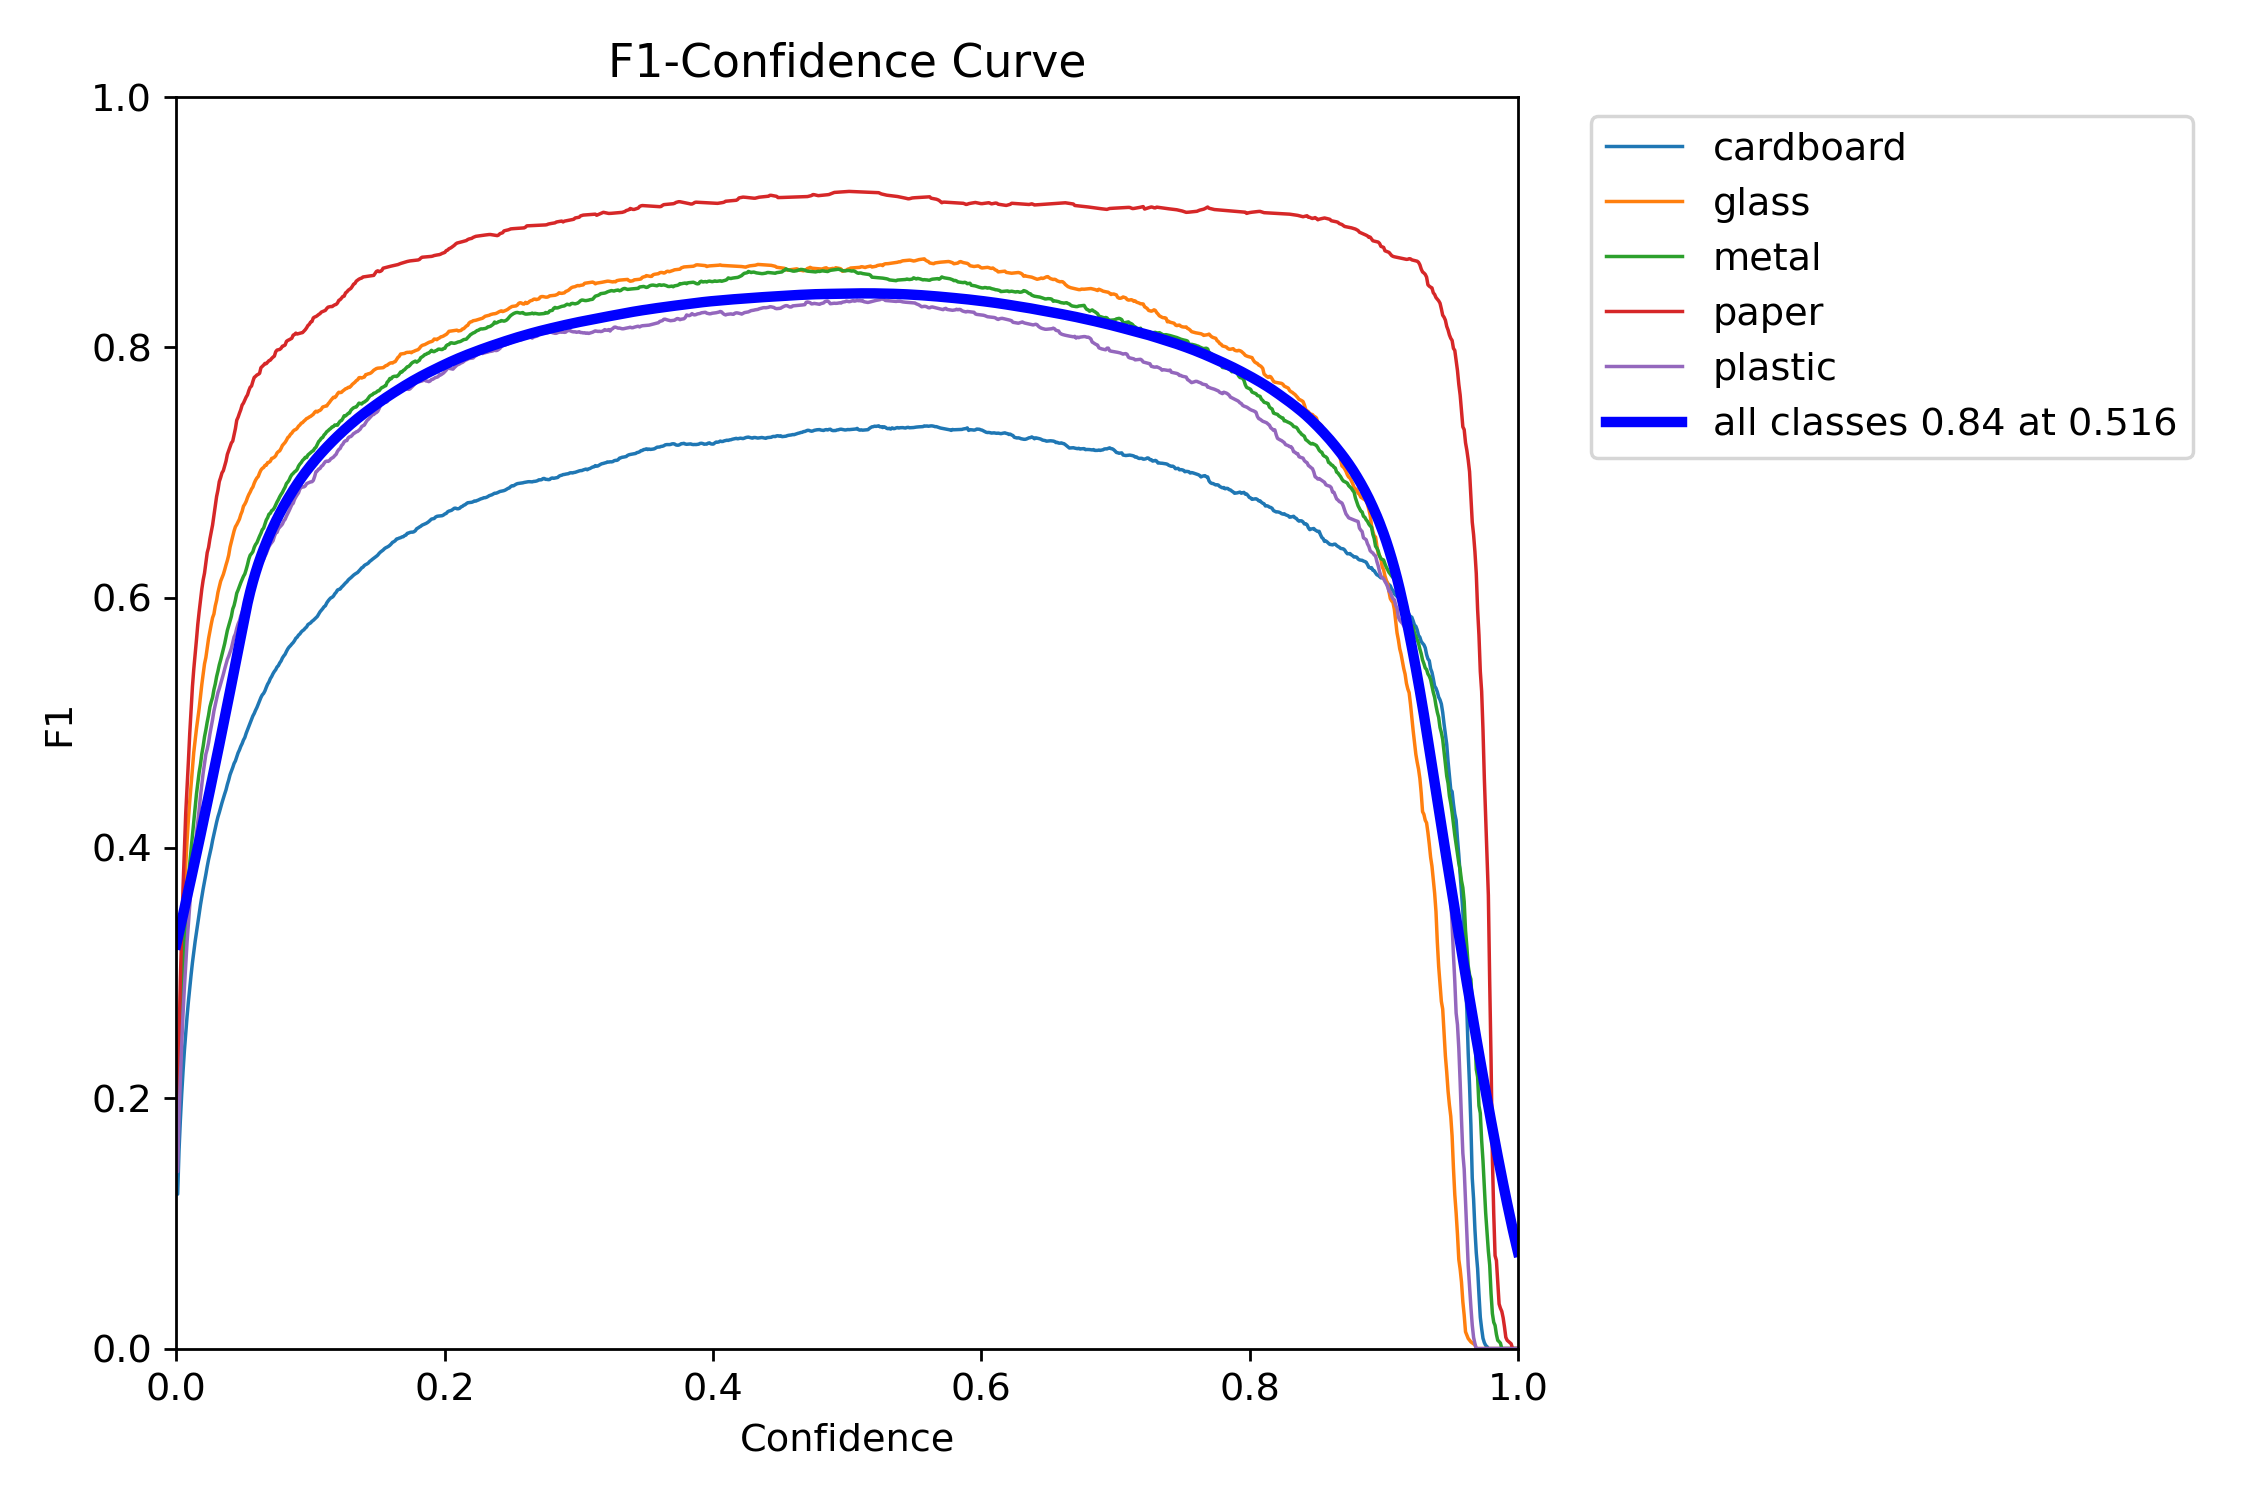 F1-Confidence Curve
1.0
0.8
0.6
0.4
0.2
0.0
F1
0.0 0.2 0.4 0.6 0.8 1.0
Confidence
cardboard
glass
metal
paper
plastic
all classes 0.84 at 0.516